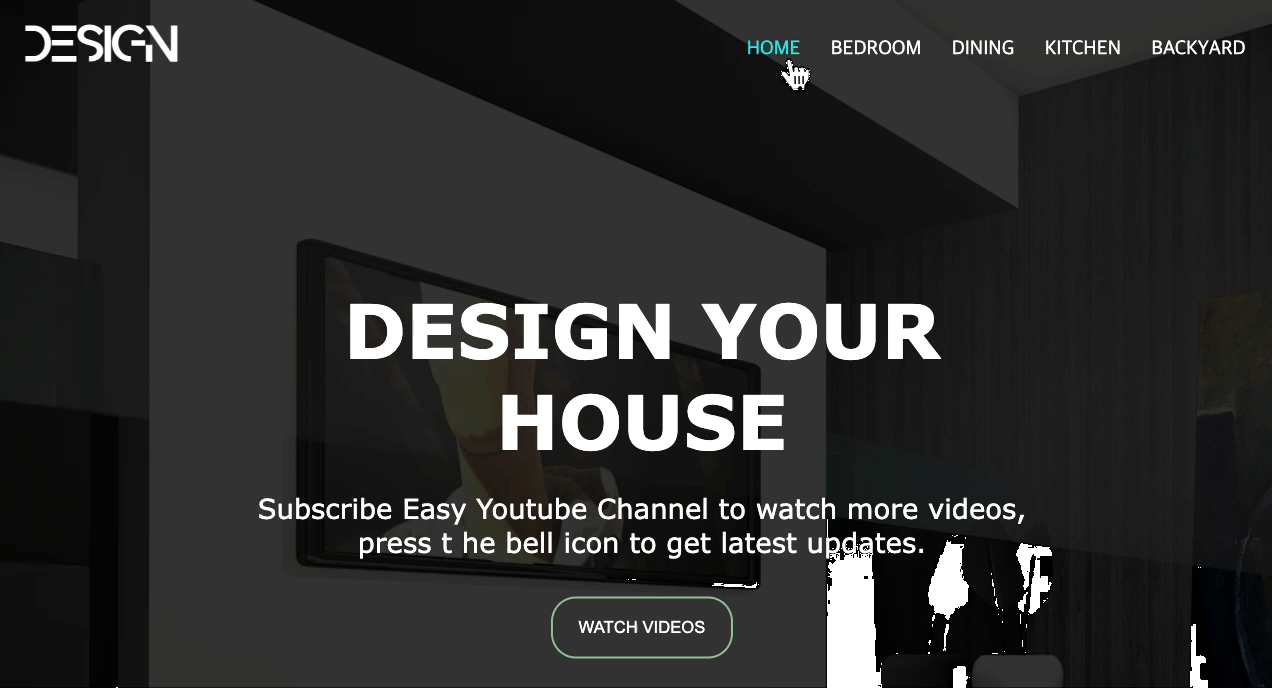 DESIGN
HOME BEDROOM DINING KITCHEN BACKYARD
DESIGN YOUR
HOUSE
Subscribe Easy Youtube Channel to watch more videos,
press t he bell icon to get latest updates.
WATCH VIDEOS